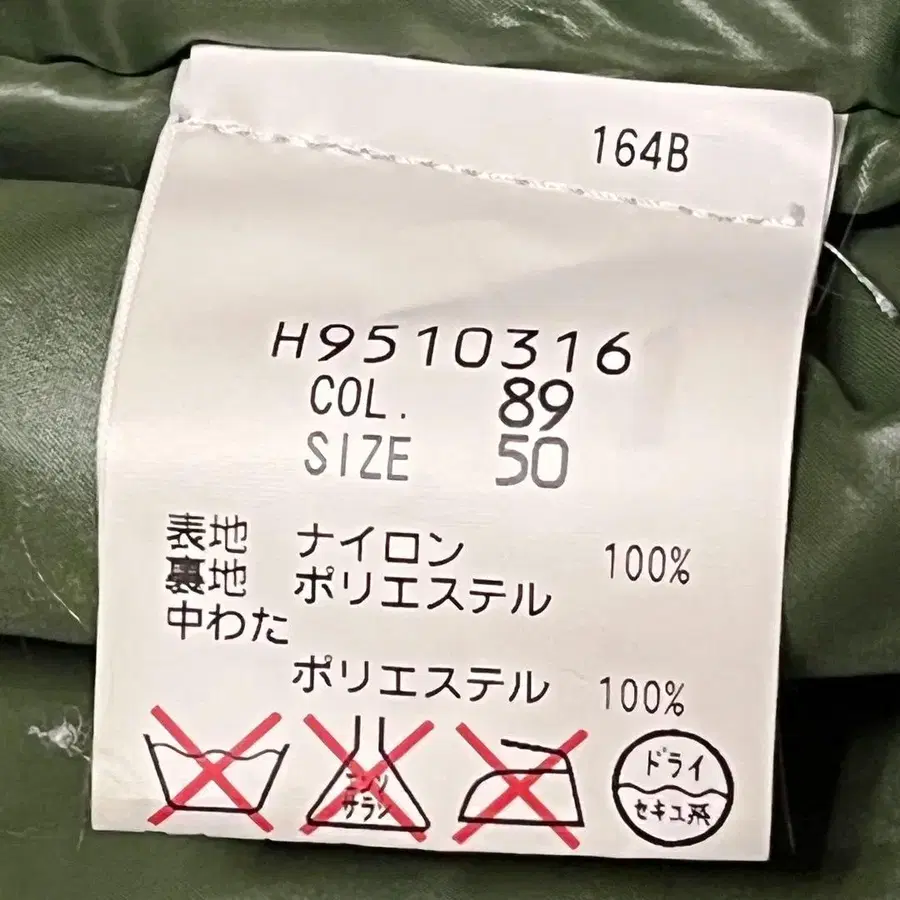 164B
H9510316
COL. 89
SIZE 50
表地 ナイロン 100%
裏地 ポリエステル
中わた
ポリエステル 100%
エンソ サラシ
ドライ
セキユ系